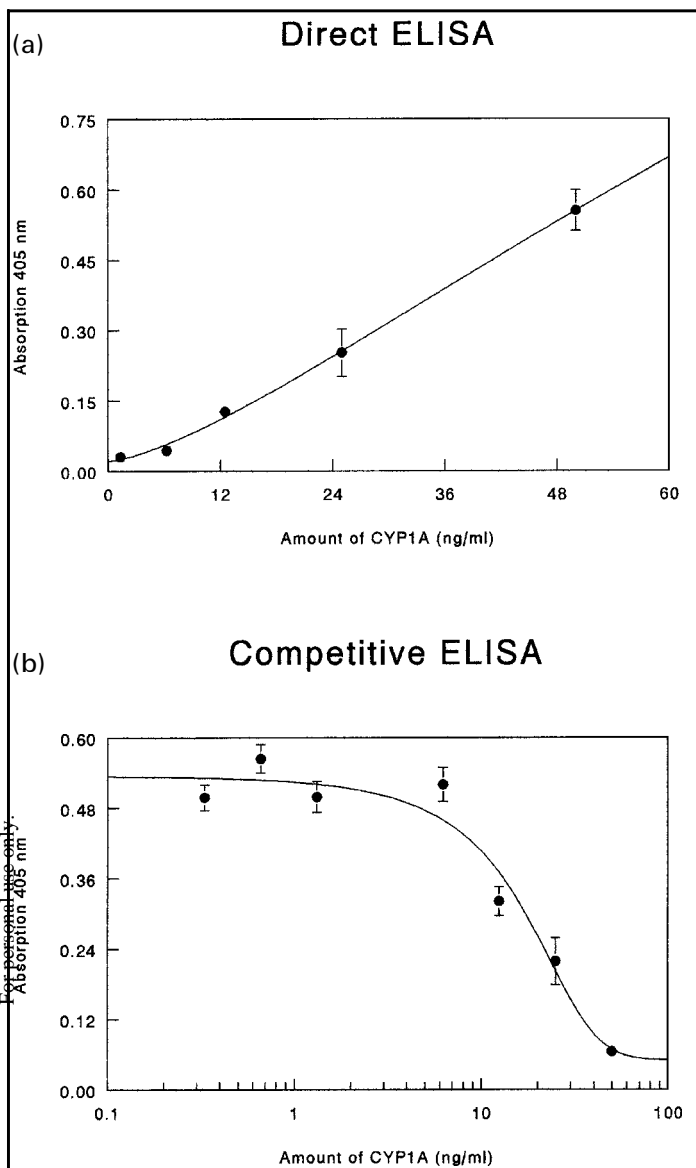 (a)
Direct ELISA
0.75
0.60
0.45
0.30
0.15
0.00
Absorption 405 nm
0 12 24 36 48 60
Amount of CYP1A (ng/ml)
(b)
Competitive ELISA
0.60
0.48
0.36
0.24
0.12
0.00
Absorption 405 nm
For personal use only.
0.1 1 10 100
Amount of CYP1A (ng/ml)